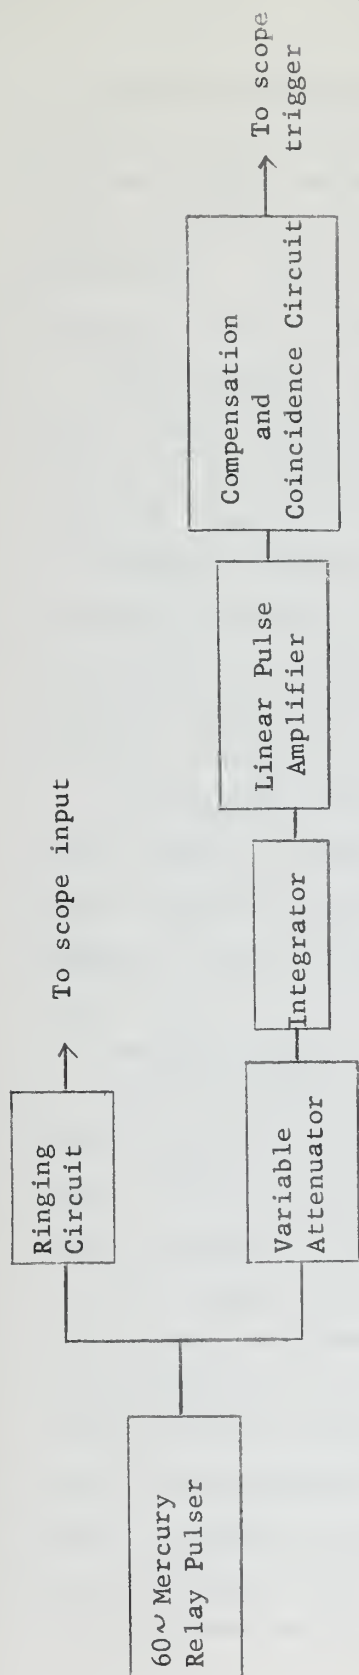 60~Mercury
Relay Pulser
Ringing
Circuit
To scope input
Variable
Attenuator
Integrator
Linear Pulse
Amplifier
Compensation
and
Coincidence Circuit
To scope
trigger